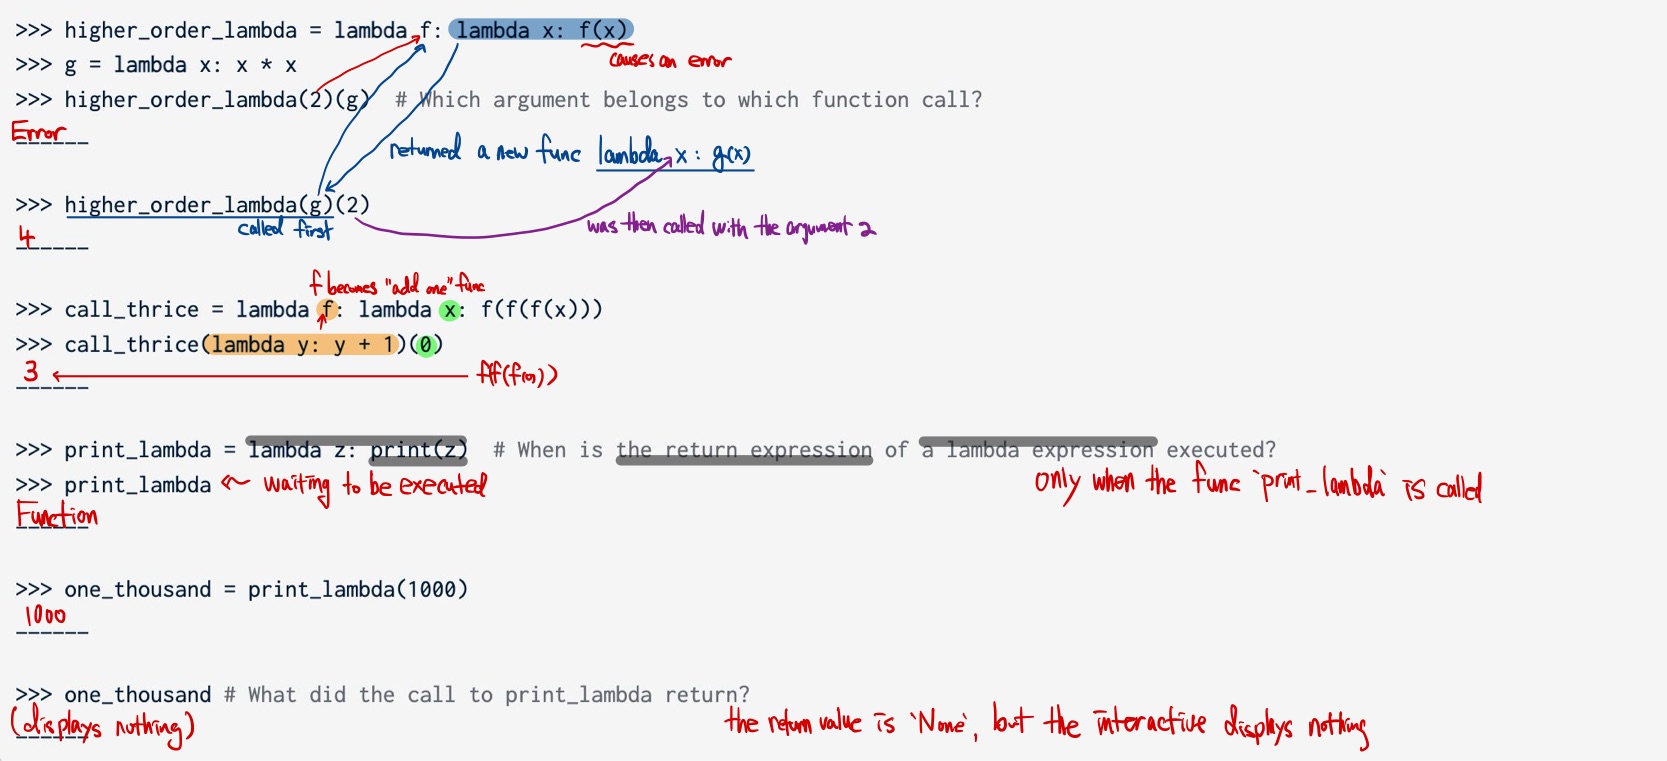 >>> higher_order_lambda = lambda f: lambda x: f(x)
causes an error
>>> g = lambda x: x * x
>>> higher_order_lambda(2)(g)  # Which argument belongs to which function call?
Error
______
returned a new func lambda x: g(x)
>>> higher_order_lambda(g)(2)
called first
was then called with the argument 2
4
______
f becomes "add one" func
>>> call_thrice = lambda f: lambda x: f(f(f(x)))
>>> call_thrice(lambda y: y + 1)(0)
3
______
ff(f(0))
>>> print_lambda = lambda z: print(z)  # When is the return expression of a lambda expression executed?
>>> print_lambda
waiting to be executed
only when the func `print_lambda` is called
Function
______
>>> one_thousand = print_lambda(1000)
1000
______
>>> one_thousand # What did the call to print_lambda return?
(displays nothing)
______
the return value is `None`, but the interactive displays nothing